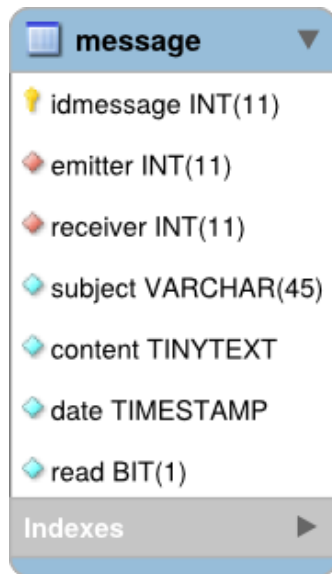 message
idmessage INT(11)
emitter INT(11)
receiver INT(11)
subject VARCHAR(45)
content TINYTEXT
date TIMESTAMP
read BIT(1)
Indexes